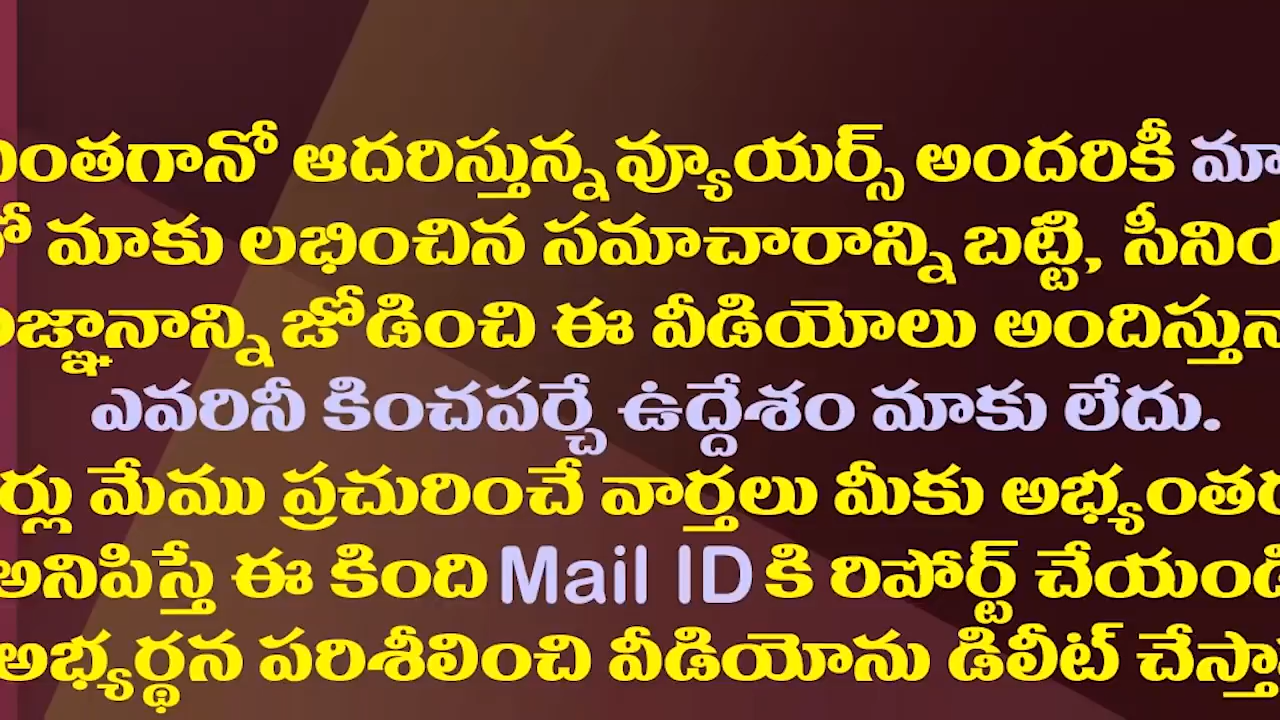 ఎంతగానో ఆదరిస్తున్న వ్యూయర్స్ అందరికీ మా
మాకు లభించిన సమాచారాన్ని బట్టి, సీనియ
జ్ఞానాన్ని జోడించి ఈ వీడియోలు అందిస్తున్నా
ఎవరినీ కించపర్చే ఉద్దేశం మాకు లేదు.
ర్లు మేము ప్రచురించే వార్తలు మీకు అభ్యంతర
అనిపిస్తే ఈ కింది Mail ID కి రిపోర్ట్ చేయండి
అభ్యర్థన పరిశీలించి వీడియోను డిలీట్ చేస్తా